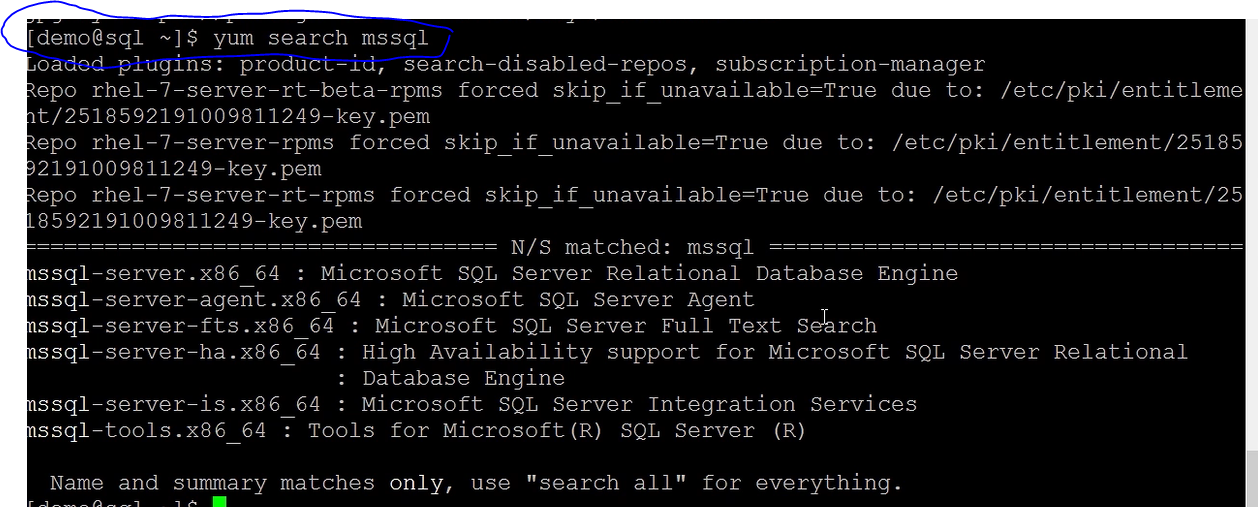 [demo@sql ~]$ yum search mssql
Loaded plugins: product-id, search-disabled-repos, subscription-manager
Repo rhel-7-server-rt-beta-rpms forced skip_if_unavailable=True due to: /etc/pki/entitleme
nt/2518592191009811249-key.pem
Repo rhel-7-server-rpms forced skip_if_unavailable=True due to: /etc/pki/entitlement/25185
92191009811249-key.pem
Repo rhel-7-server-rt-rpms forced skip_if_unavailable=True due to: /etc/pki/entitlement/25
18592191009811249-key.pem
=================================== N/S matched: mssql ===================================
mssql-server.x86_64 : Microsoft SQL Server Relational Database Engine
mssql-server-agent.x86_64 : Microsoft SQL Server Agent
mssql-server-fts.x86_64 : Microsoft SQL Server Full Text Search
mssql-server-ha.x86_64 : High Availability support for Microsoft SQL Server Relational
: Database Engine
mssql-server-is.x86_64 : Microsoft SQL Server Integration Services
mssql-tools.x86_64 : Tools for Microsoft(R) SQL Server (R)
Name and summary matches only, use "search all" for everything.
[demo@sql ~]$